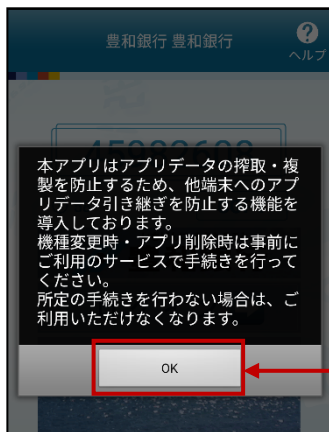 豊和銀行 豊和銀行
?
ヘルプ
本アプリはアプリデータの搾取・複
製を防止するため、他端末へのアプ
リデータ引き継ぎを防止する機能を
導入しております。
機種変更時・アプリ削除時は事前に
ご利用のサービスで手続きを行って
ください。
所定の手続きを行わない場合は、ご
利用いただけなくなります。
OK